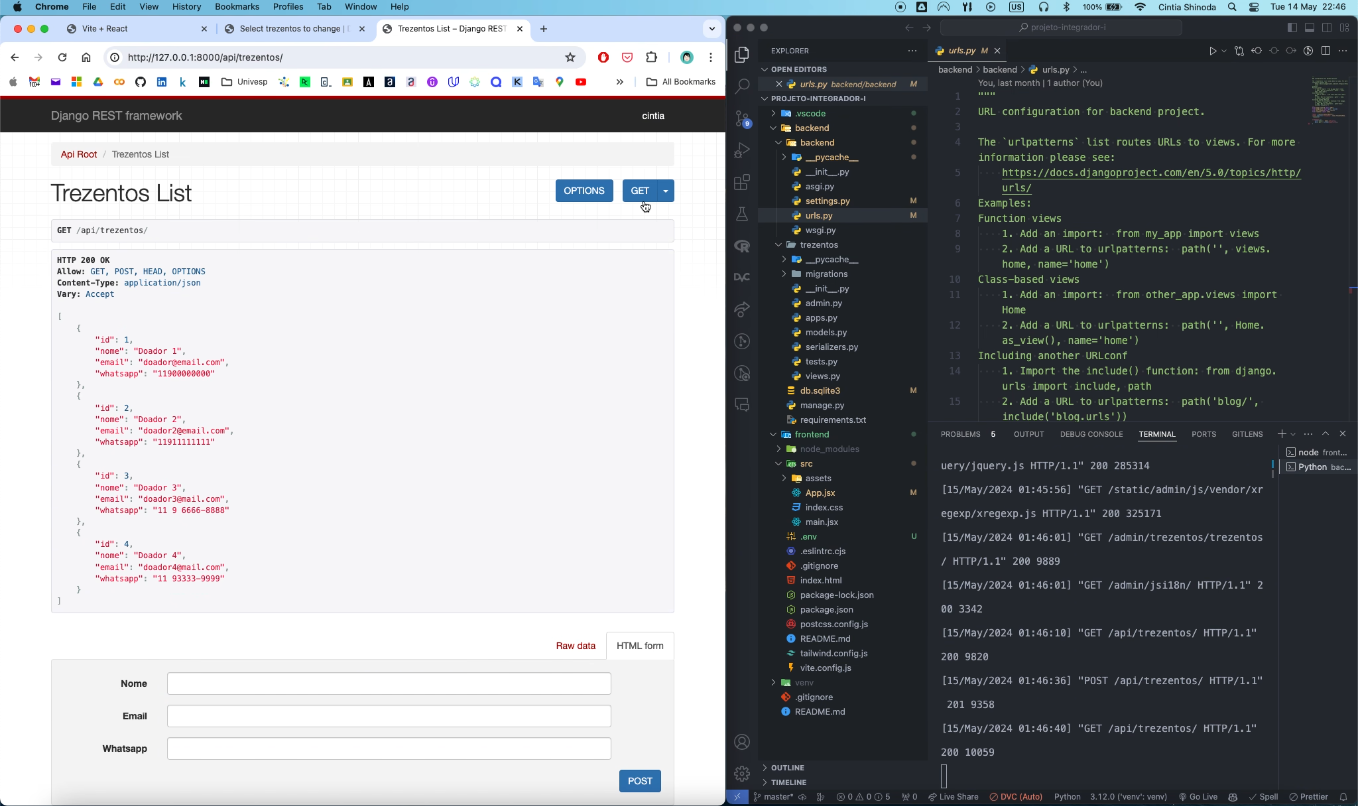 Chrome File Edit View History Bookmarks Profiles Tab Window Help
US 100% Cintia Shinoda Tue 14 May 22:46
Vite + React
Select trezentos to change | D
Trezentos List – Django REST
http://127.0.0.1:8000/api/trezentos/
Univesp
All Bookmarks
Django REST framework
cintia
Api Root / Trezentos List
Trezentos List
OPTIONS
GET
GET /api/trezentos/
HTTP 200 OK
Allow: GET, POST, HEAD, OPTIONS
Content-Type: application/json
Vary: Accept
[
{
"id": 1,
"nome": "Doador 1",
"email": "doador@email.com",
"whatsapp": "11900000000"
},
{
"id": 2,
"nome": "Doador 2",
"email": "doador2@email.com",
"whatsapp": "11911111111"
},
{
"id": 3,
"nome": "Doador 3",
"email": "doador3@mail.com",
"whatsapp": "11 9 6666-8888"
},
{
"id": 4,
"nome": "Doador 4",
"email": "doador4@mail.com",
"whatsapp": "11 93333-9999"
}
]
Raw data
HTML form
Nome
Email
Whatsapp
POST
projeto-integrador-i
EXPLORER
OPEN EDITORS
urls.py backend/backend M
PROJETO-INTEGRADOR-I
.vscode
backend
backend
__pycache__
__init__.py
asgi.py
settings.py M
urls.py M
wsgi.py
trezentos
__pycache__
migrations
__init__.py
admin.py
apps.py
models.py
serializers.py
tests.py
views.py
db.sqlite3 M
manage.py
requirements.txt
frontend
node_modules
src
assets
App.jsx M
index.css
main.jsx
.env U
.eslintrc.cjs
.gitignore
index.html
package-lock.json
package.json
postcss.config.js
README.md
tailwind.config.js
vite.config.js
venv
.gitignore
README.md
OUTLINE
TIMELINE
urls.py M
backend > backend > urls.py > ...
You, last month | 1 author (You)
1 """
2 URL configuration for backend project.
3
4 The `urlpatterns` list routes URLs to views. For more
information please see:
5 https://docs.djangoproject.com/en/5.0/topics/http/
urls/
6 Examples:
7 Function views
8 1. Add an import: from my_app import views
9 2. Add a URL to urlpatterns: path('', views.
home, name='home')
10 Class-based views
11 1. Add an import: from other_app.views import
Home
12 2. Add a URL to urlpatterns: path('', Home.
as_view(), name='home')
13 Including another URLconf
14 1. Import the include() function: from django.
urls import include, path
15 2. Add a URL to urlpatterns: path('blog/',
include('blog.urls'))
PROBLEMS 5 OUTPUT DEBUG CONSOLE TERMINAL PORTS GITLENS
node front...
Python bac...
uery/jquery.js HTTP/1.1" 200 285314
[15/May/2024 01:45:56] "GET /static/admin/js/vendor/xr
egexp/xregexp.js HTTP/1.1" 200 325171
[15/May/2024 01:46:01] "GET /admin/trezentos/trezentos
/ HTTP/1.1" 200 9889
[15/May/2024 01:46:01] "GET /admin/jsi18n/ HTTP/1.1" 2
00 3342
[15/May/2024 01:46:10] "GET /api/trezentos/ HTTP/1.1"
200 9820
[15/May/2024 01:46:36] "POST /api/trezentos/ HTTP/1.1"
201 9358
[15/May/2024 01:46:40] "GET /api/trezentos/ HTTP/1.1"
200 10059
master* 0 0 5 0 Live Share DVC (Auto) Python 3.12.0 ('venv': venv) Go Live Spell Prettier